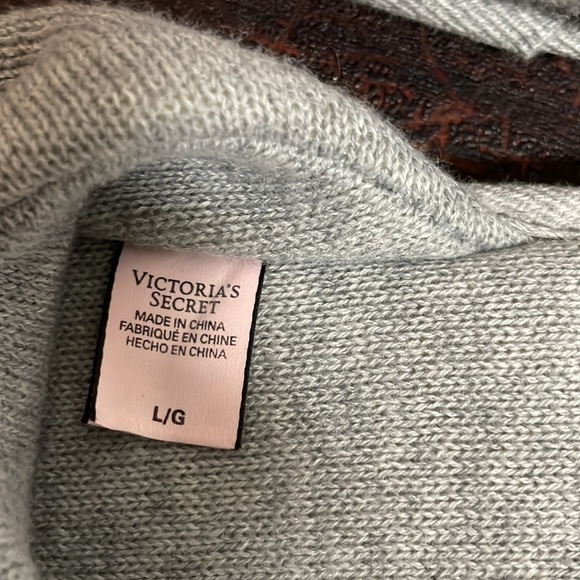 VICTORIA'S
SECRET
MADE IN CHINA
FABRIQUÉ EN CHINE
HECHO EN CHINA
L/G